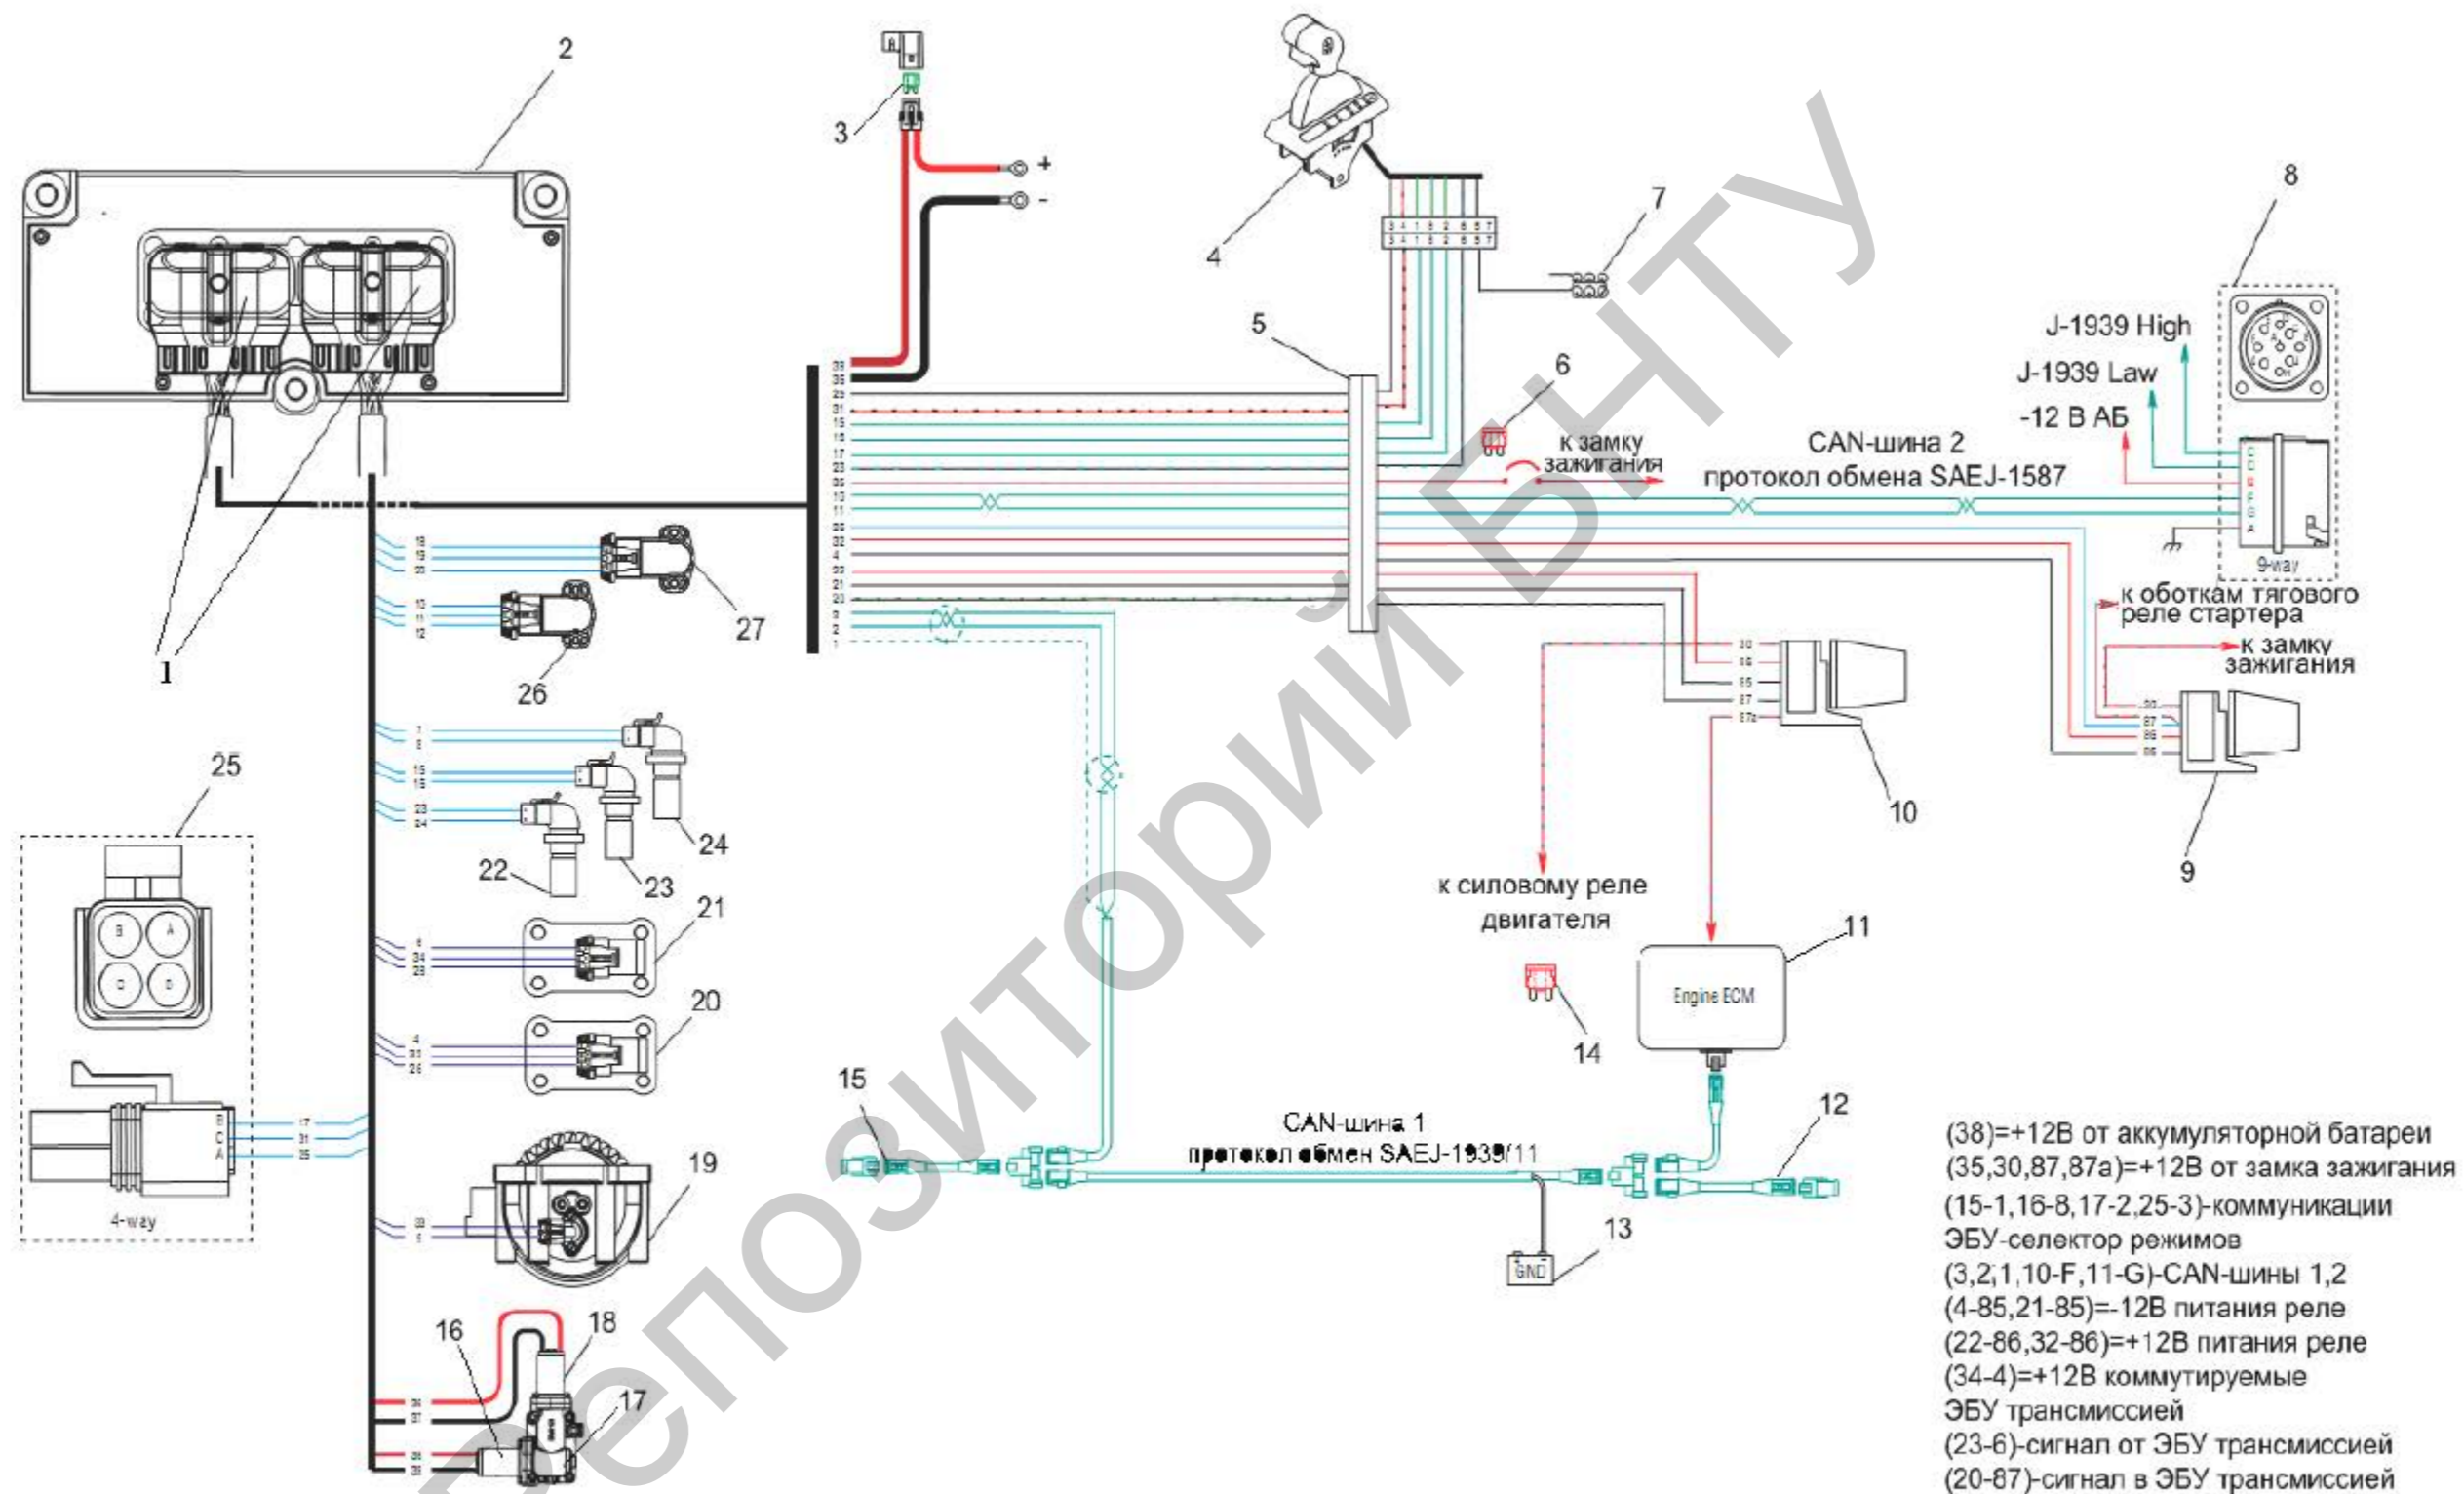 2
3
+
-
4
7
8
5
6
J-1939 High
J-1939 Law
-12 В АБ
к замку
зажигания
CAN-шина 2
протокол обмена SAEJ-1587
9-way
к оботкам тягового
реле стартера
к замку
зажигания
1
27
26
10
9
25
24
23
22
к силовому реле
двигателя
21
11
Engine ECM
14
20
15
12
CAN-шина 1
протокол обмен SAEJ-1939/11
4-way
19
13
GND
16
18
17
B
A
B
C
A
17
31
(38)=+12В от аккумуляторной батареи
(35,30,87,87а)=+12В от замка зажигания
(15-1,16-8,17-2,25-3)-коммуникации
ЭБУ-селектор режимов
(3,2,1,10-F,11-G)-CAN-шины 1,2
(4-85,21-85)=-12В питания реле
(22-86,32-86)=+12В питания реле
(34-4)=+12В коммутируемые
ЭБУ трансмиссией
(23-6)-сигнал от ЭБУ трансмиссией
(20-87)-сигнал в ЭБУ трансмиссией
Репозиторий БНТУ